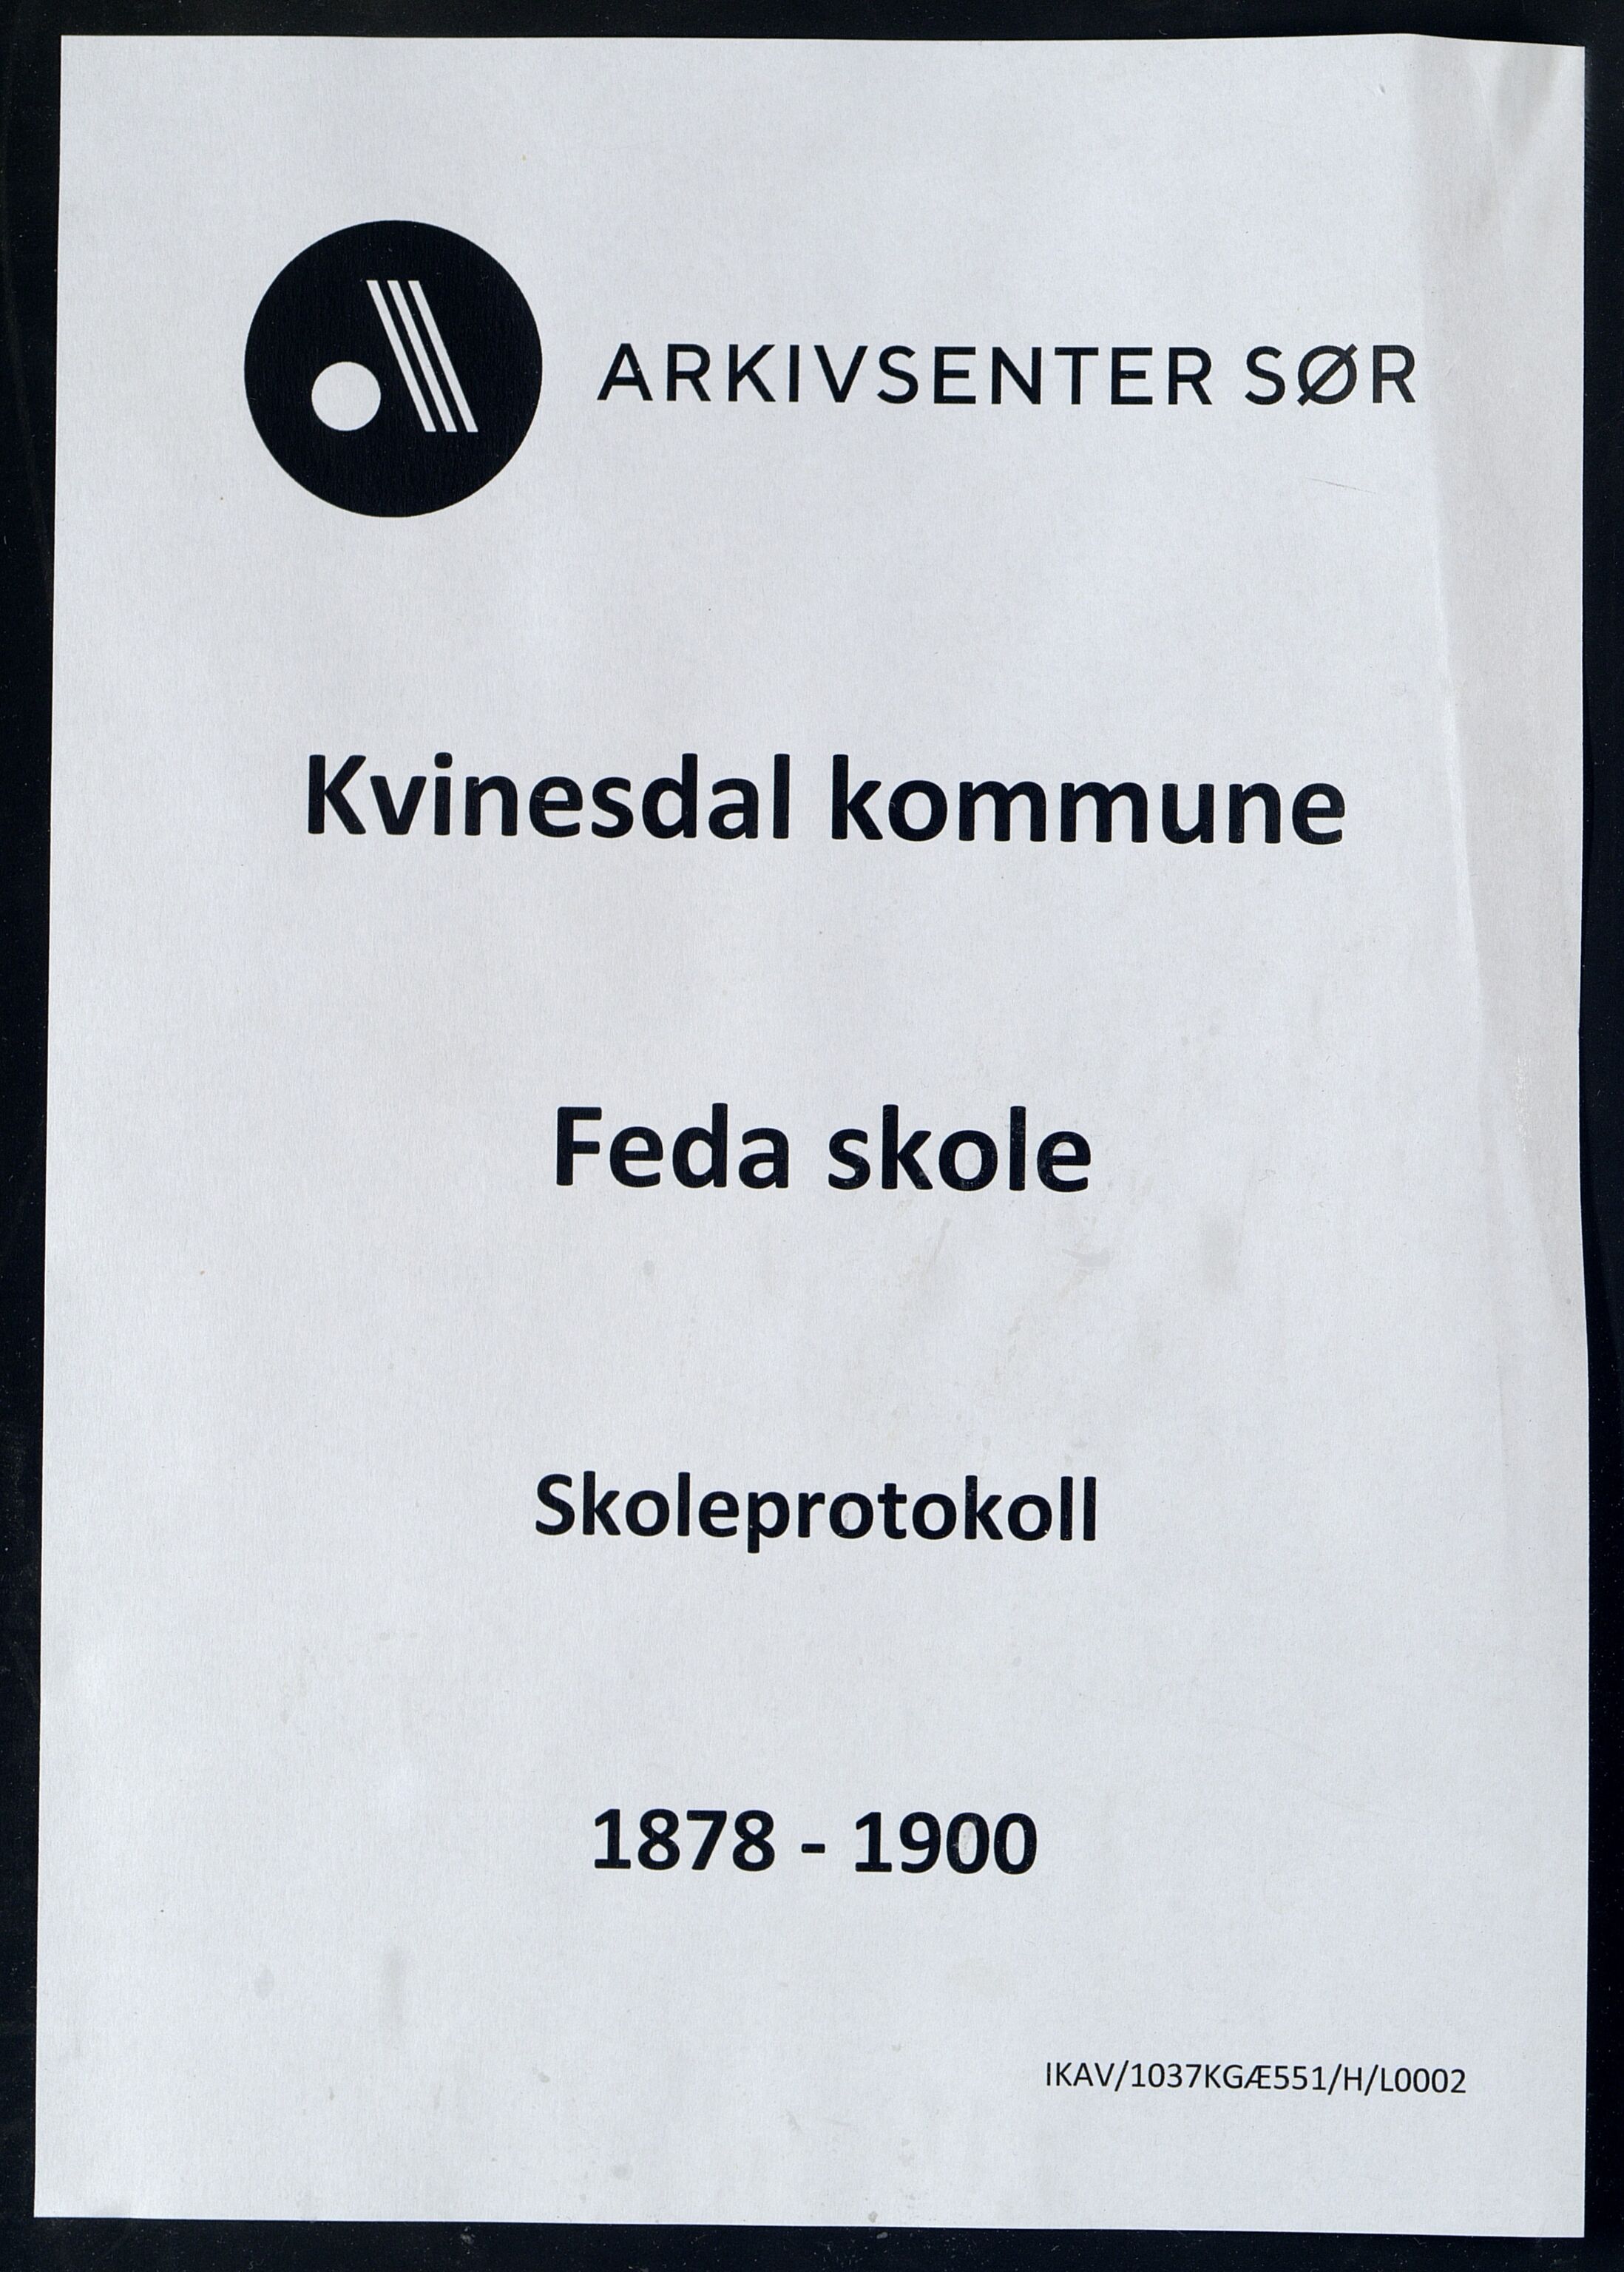 ARKIVSENTER SØR
Kvinesdal kommune
Feda skole
Skoleprotokoll
1878 - 1900
IKAV/1037KGÆ551/H/L0002